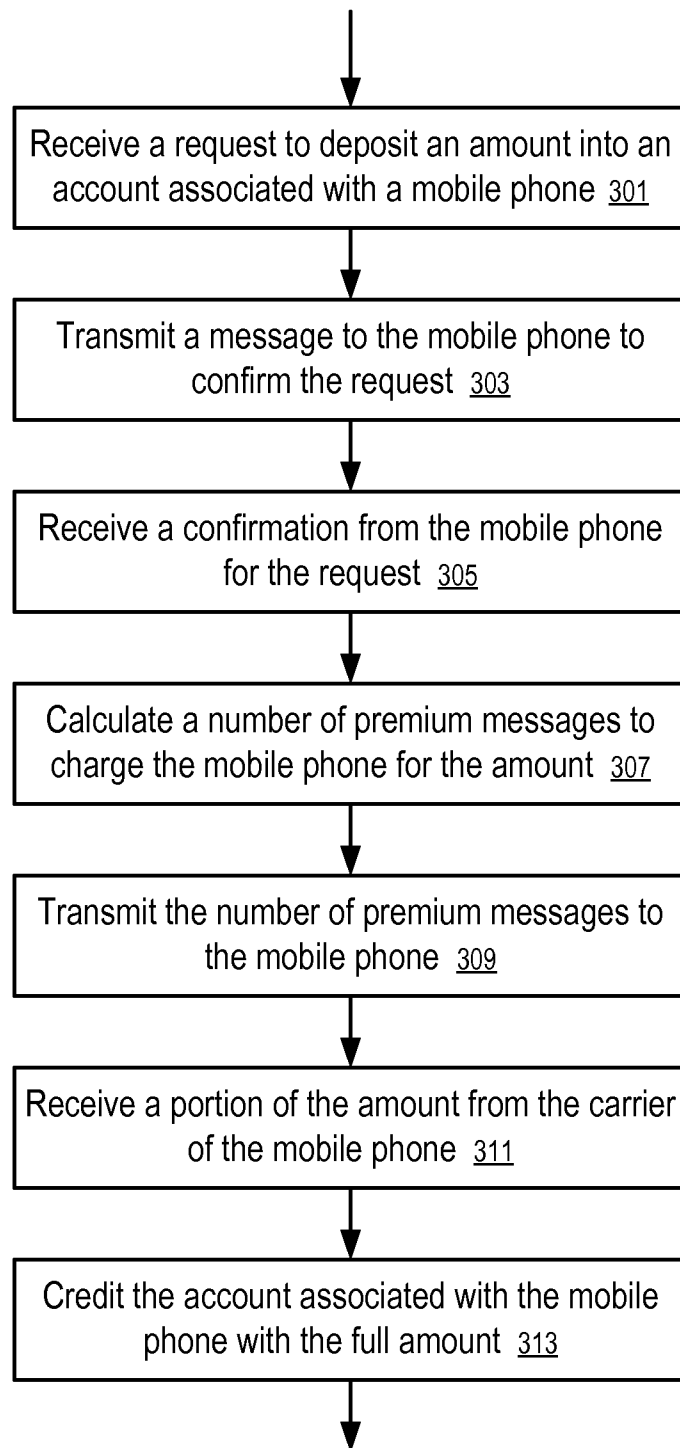 Receive a request to deposit an amount into an
account associated with a mobile phone 301
Transmit a message to the mobile phone to
confirm the request 303
Receive a confirmation from the mobile phone
for the request 305
Calculate a number of premium messages to
charge the mobile phone for the amount 307
Transmit the number of premium messages to
the mobile phone 309
Receive a portion of the amount from the carrier
of the mobile phone 311
Credit the account associated with the mobile
phone with the full amount 313